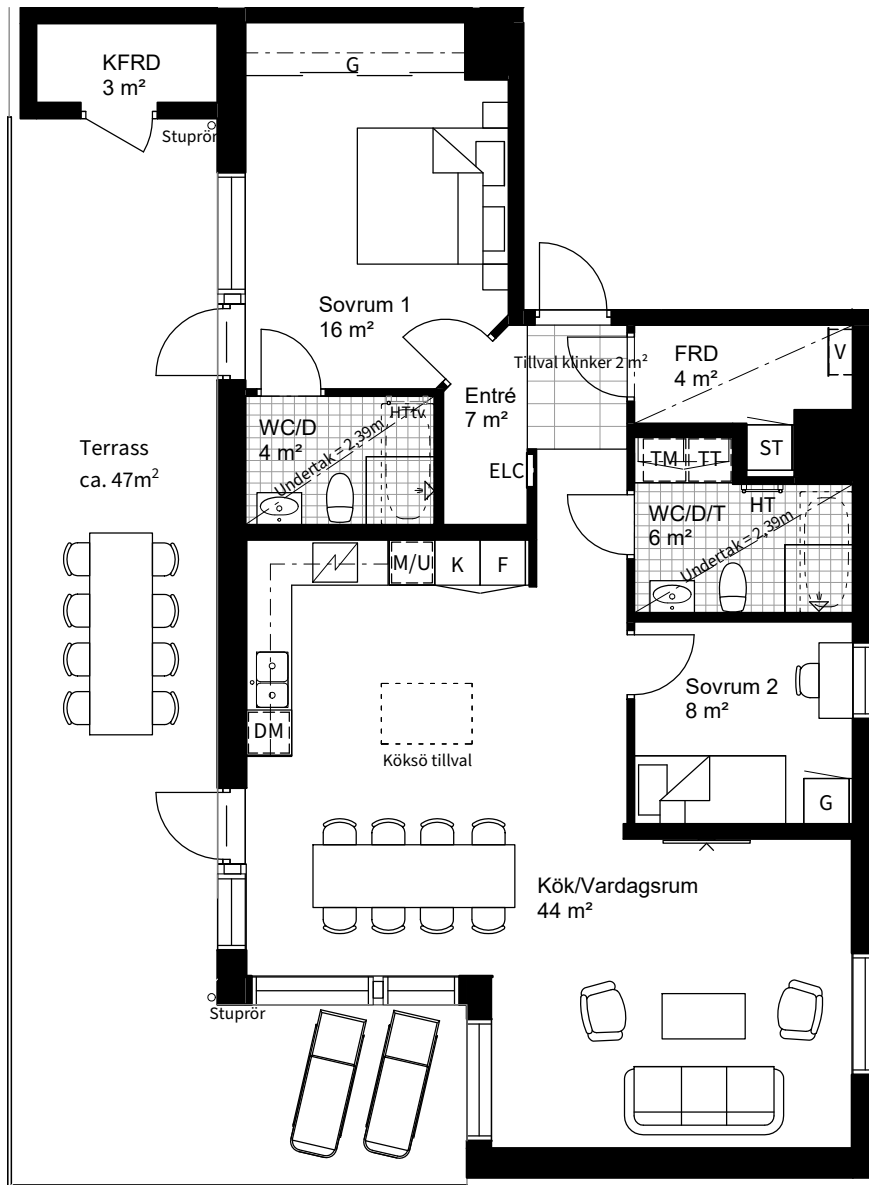 KFRD
3 m²
G
Stuprör
Sovrum 1
16 m²
Tillval klinker 2 m²
FRD
4 m²
V
Entré
7 m²
HTtv
WC/D
4 m²
Undertak = 2,39m
Terrass
ca. 47m²
ELC
TM
TT
ST
WC/D/T
6 m²
HT
Undertak = 2,39m
M/U
K
F
DM
Köksö tillval
Sovrum 2
8 m²
G
Kök/Vardagsrum
44 m²
Stuprör